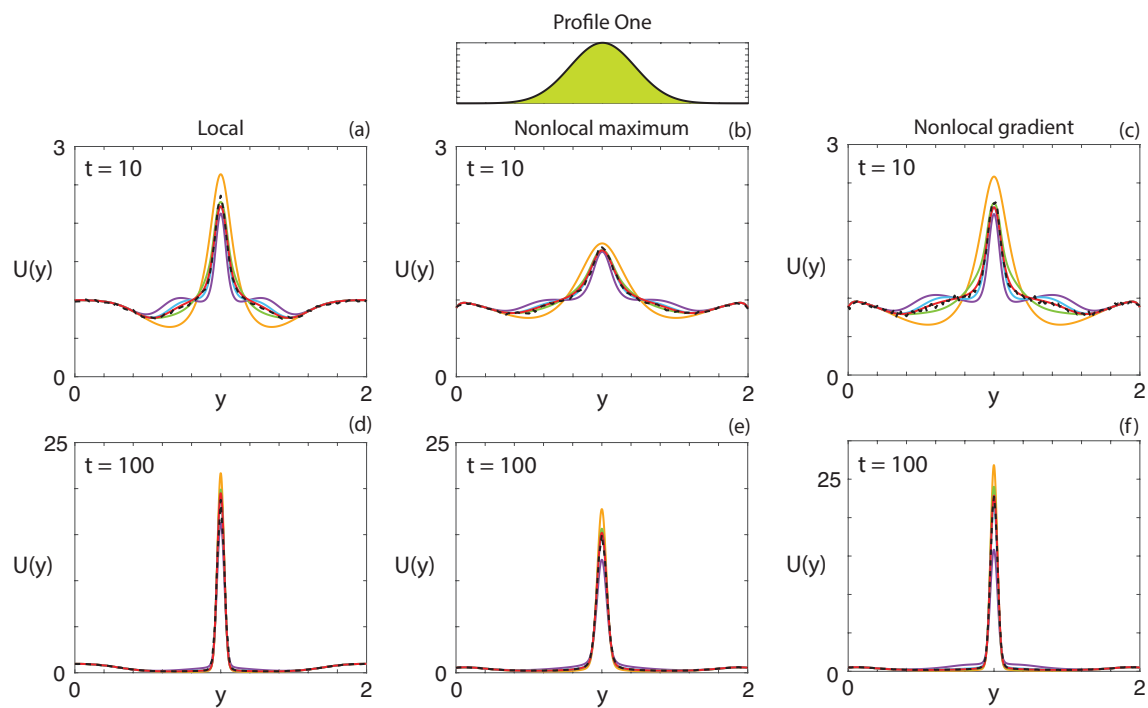 Profile One
Local (a)
Nonlocal maximum (b)
Nonlocal gradient (c)
3
t = 10
U(y)
0
0 y 2
3
t = 10
U(y)
0
0 y 2
3
t = 10
U(y)
0
0 y 2
(d)
25
t = 100
U(y)
0
0 y 2
(e)
25
t = 100
U(y)
0
0 y 2
(f)
t = 100
25
U(y)
0
0 y 2